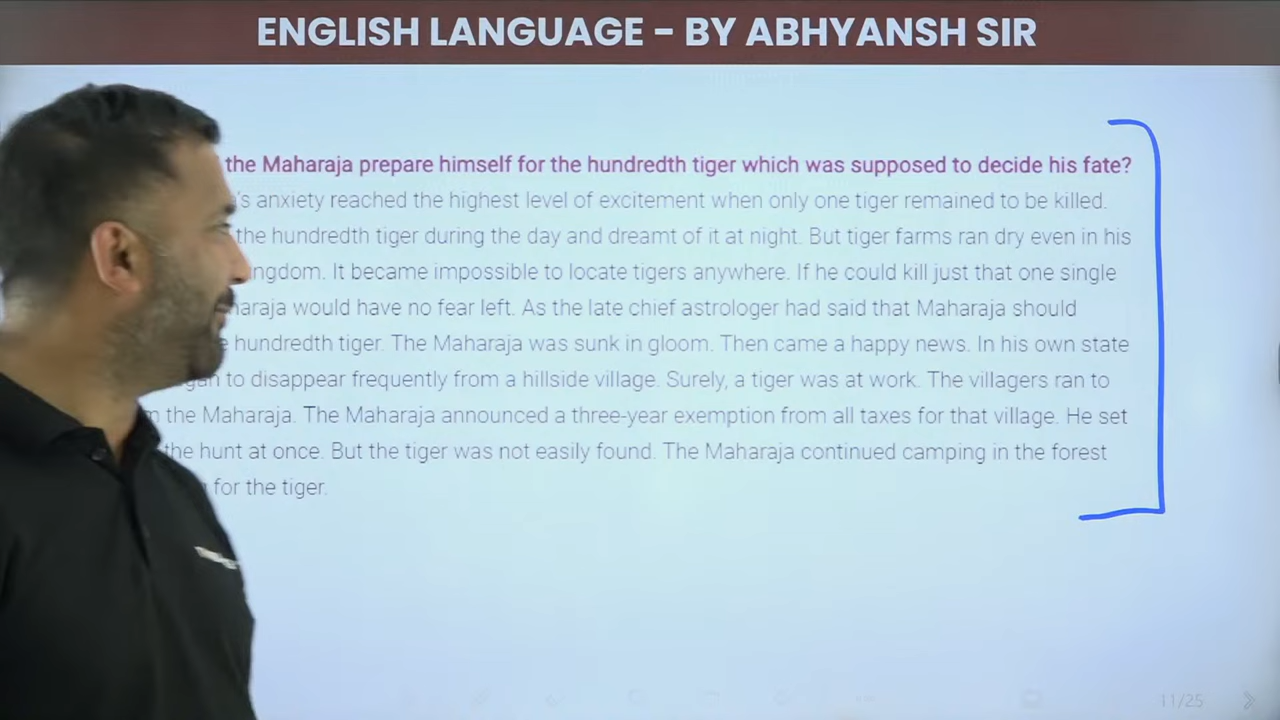 ENGLISH LANGUAGE - BY ABHYANSH SIR
the Maharaja prepare himself for the hundredth tiger which was supposed to decide his fate?
's anxiety reached the highest level of excitement when only one tiger remained to be killed.
the hundredth tiger during the day and dreamt of it at night. But tiger farms ran dry even in his
It became impossible to locate tigers anywhere. If he could kill just that one single
would have no fear left. As the late chief astrologer had said that Maharaja should
hundredth tiger. The Maharaja was sunk in gloom. Then came a happy news. In his own state
to disappear frequently from a hillside village. Surely, a tiger was at work. The villagers ran to
the Maharaja. The Maharaja announced a three-year exemption from all taxes for that village. He set
the hunt at once. But the tiger was not easily found. The Maharaja continued camping in the forest
for the tiger.
11/25